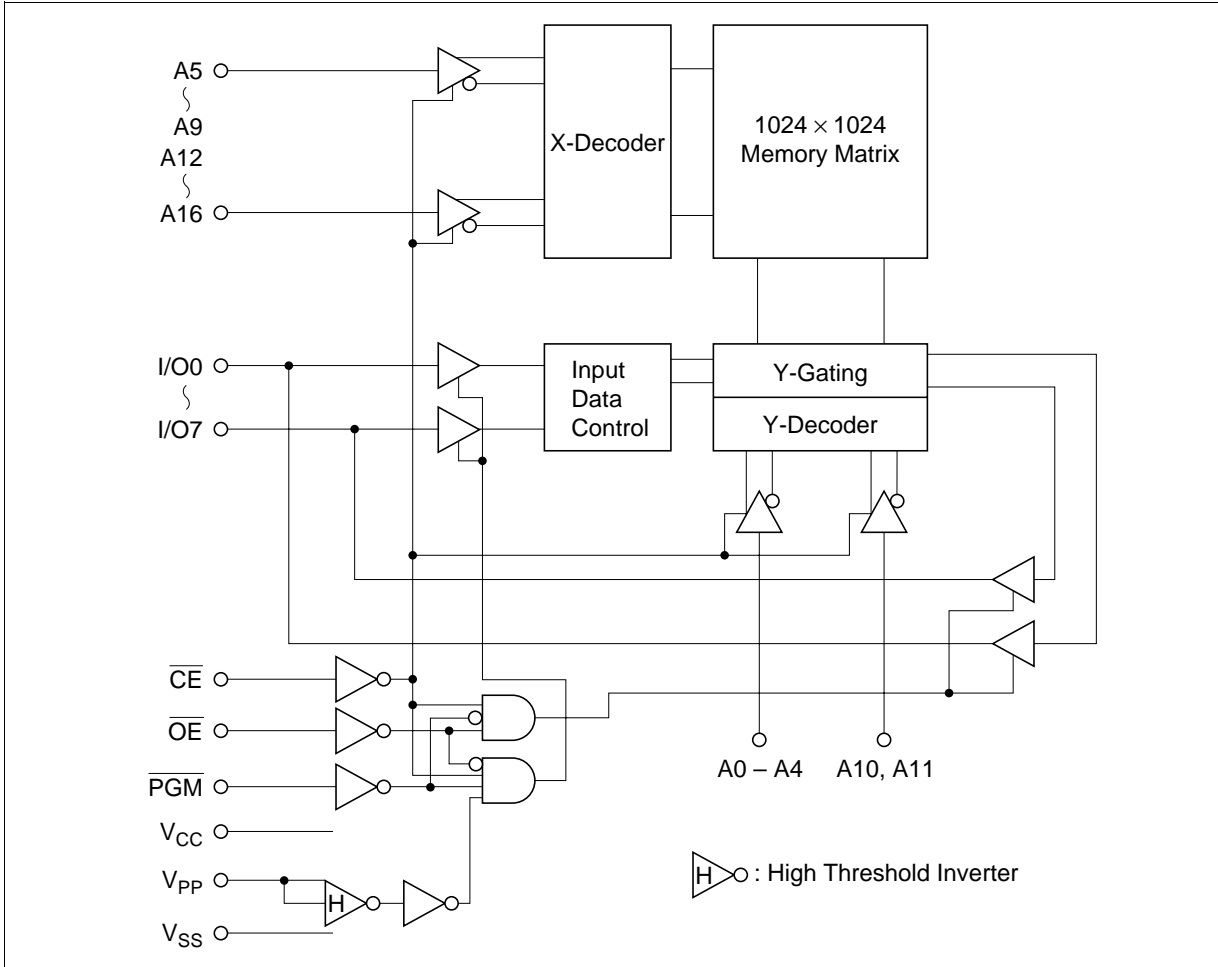 A5
A9
A12
A16
X-Decoder
1024 × 1024
Memory Matrix
I/O0
I/O7
Input
Data
Control
Y-Gating
Y-Decoder
CE
OE
PGM
VCC
VPP
VSS
H
A0 – A4
A10, A11
H : High Threshold Inverter